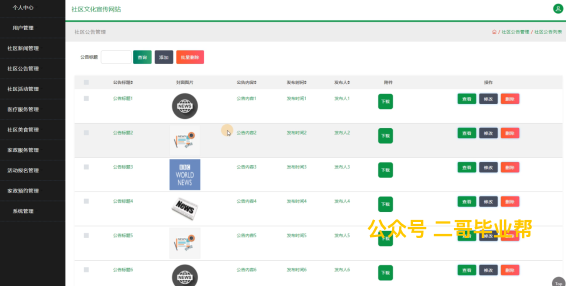 社区文化宣传网站
个人中心
用户管理
社区新闻管理
社区公告管理
社区活动管理
医疗服务管理
社区美食管理
家政服务管理
活动报名管理
家政预约管理
系统管理
社区公告管理
/ 社区公告管理 / 社区公告列表
公告标题 查询 添加 批量删除
公告标题 封面图片 公告内容 发布时间 发布人 附件 操作
公告标题1 NEWS 公告内容1 发布时间1 发布人1 下载 查看 修改 删除
公告标题2 公告内容2 发布时间2 发布人2 下载 查看 修改 删除
公告标题3 WORLD NEWS 公告内容3 发布时间3 发布人3 下载 查看 修改 删除
公告标题4 NEWS 公告内容4 发布时间4 发布人4 下载 查看 修改 删除
公众号 二哥毕业帮
公告标题5 公告内容5 发布时间5 发布人5 下载 查看 修改 删除
公告标题6 NEWS 公告内容6 发布时间6 发布人6 下载 查看 修改 删除
Top